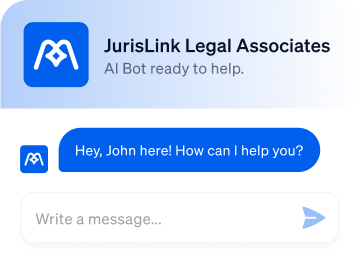 JurisLink Legal Associates
AI Bot ready to help.
Hey, John here! How can I help you?
Write a message...